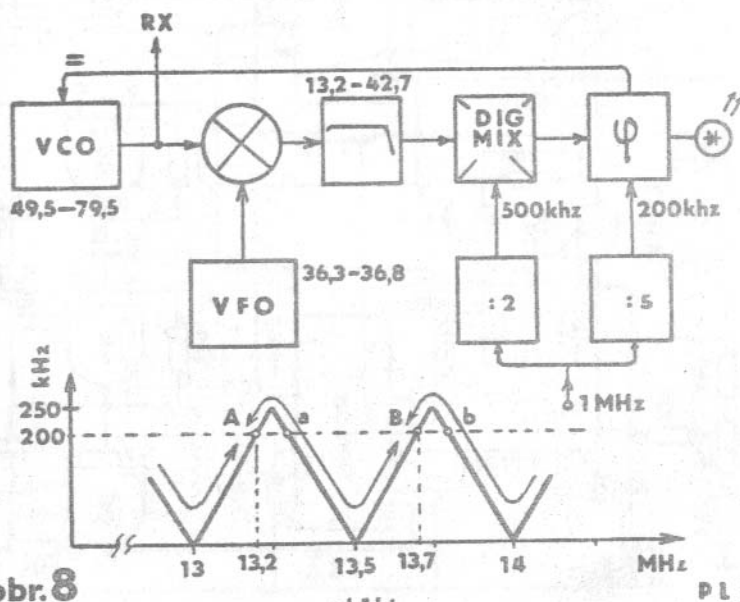 RX
=
13,2-42,7
VCO
DIG
MIX
φ
49,5-79,5
500khz
200khz
VFO
36,3-36,8
:2
:5
1MHz
kHz
250
200
A
a
B
b
13
13,2
13,5
13,7
14
MHz
obr.8